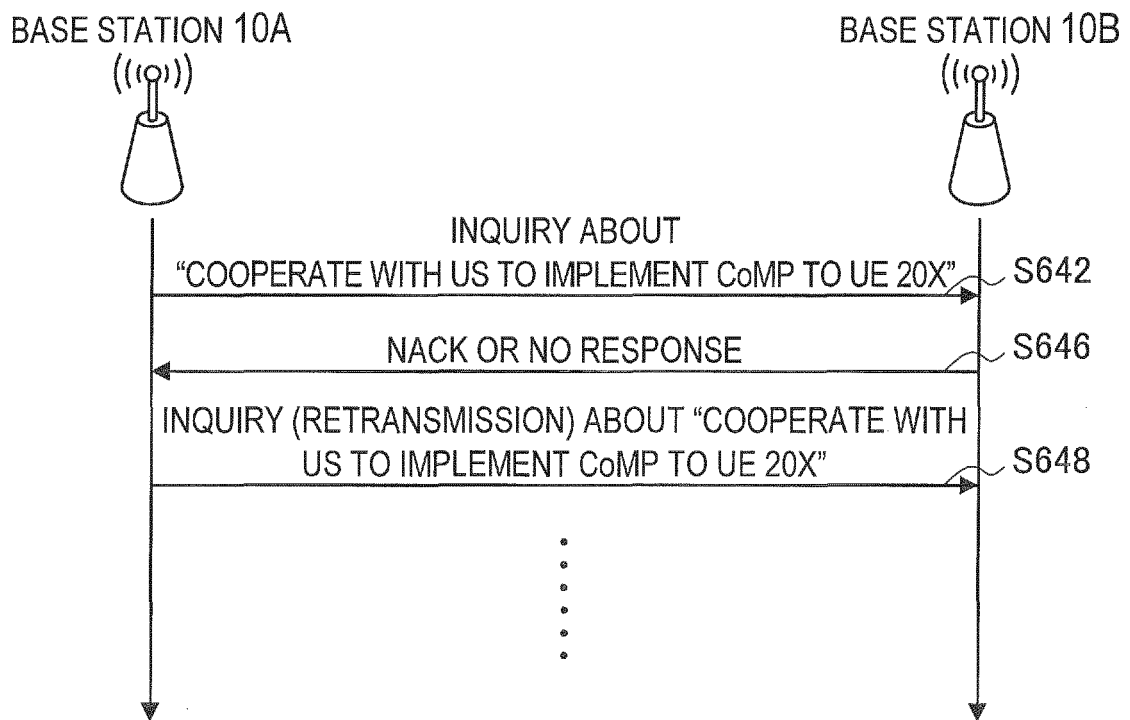 BASE STATION 10A
BASE STATION 10B
INQUIRY ABOUT
“COOPERATE WITH US TO IMPLEMENT CoMP TO UE 20X”
S642
NACK OR NO RESPONSE
S646
INQUIRY (RETRANSMISSION) ABOUT “COOPERATE WITH
US TO IMPLEMENT CoMP TO UE 20X”
S648